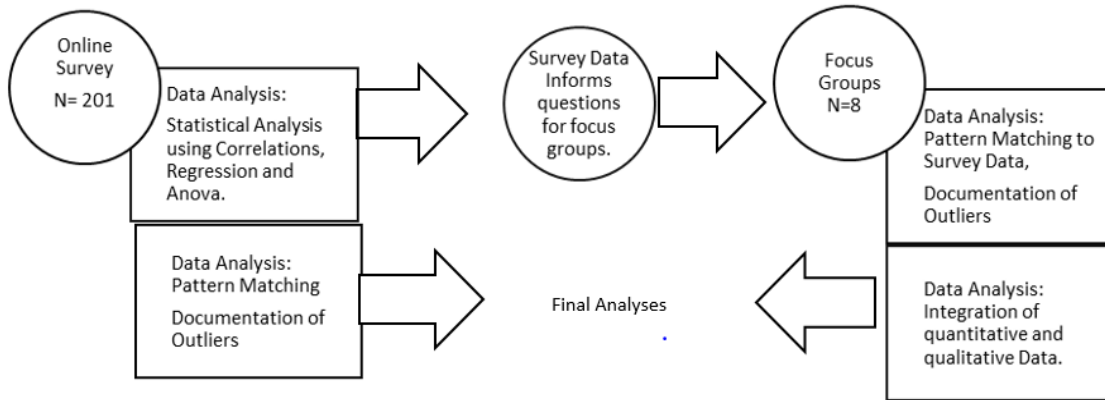 Online
Survey
N= 201
Data Analysis:
Statistical Analysis
using Correlations,
Regression and
Anova.
Data Analysis:
Pattern Matching
Documentation of
Outliers
Survey Data
Informs
questions
for focus
groups.
Final Analyses
Focus
Groups
N=8
Data Analysis:
Pattern Matching to
Survey Data,
Documentation of
Outliers
Data Analysis:
Integration of
quantitative and
qualitative Data.